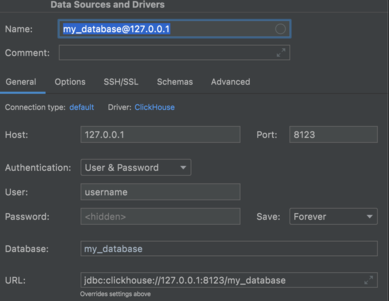 Data Sources and Drivers
Name: my_database@127.0.0.1
Comment:
General Options SSH/SSL Schemas Advanced
Connection type: default Driver: ClickHouse
Host: 127.0.0.1 Port: 8123
Authentication: User & Password
User: username
Password: <hidden> Save: Forever
Database: my_database
URL: jdbc:clickhouse://127.0.0.1:8123/my_database
Overrides settings above